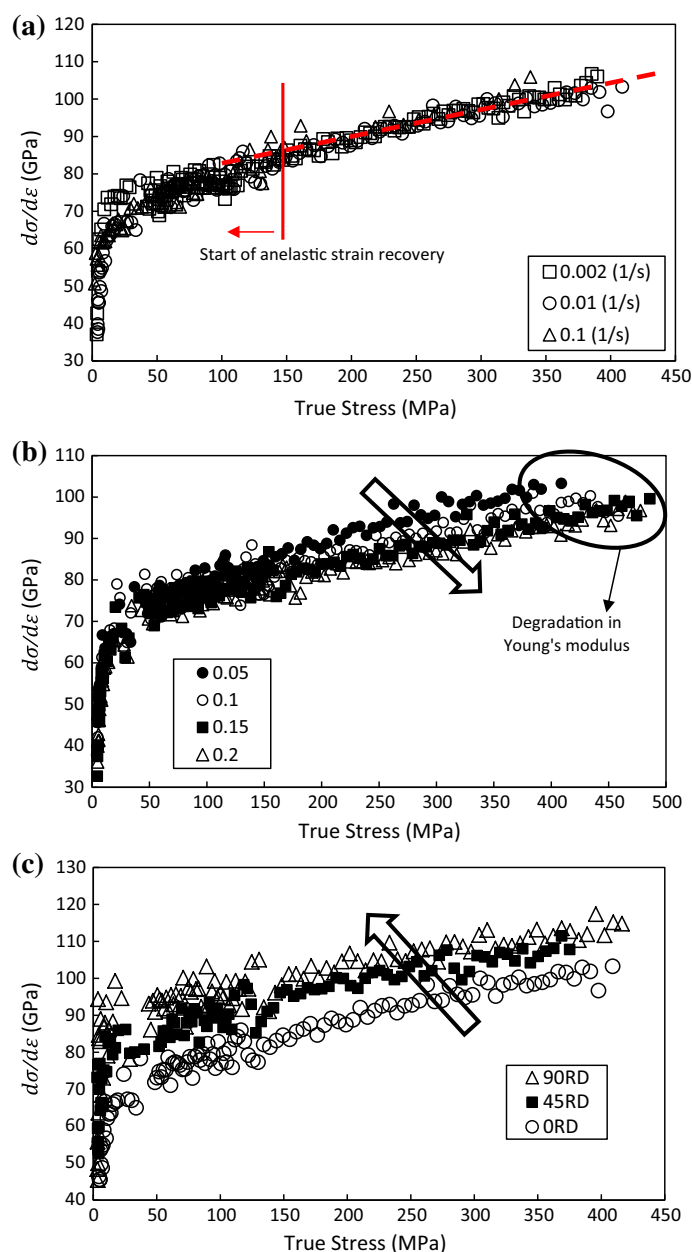 (a)
120
110
100
90
80
70
60
50
40
30
dσ/dε (GPa)
Start of anelastic strain recovery
0.002 (1/s)
0.01 (1/s)
0.1 (1/s)
0 50 100 150 200 250 300 350 400 450
True Stress (MPa)
(b)
110
100
90
80
70
60
50
40
30
dσ/dε (GPa)
Degradation in
Young's modulus
0.05
0.1
0.15
0.2
0 50 100 150 200 250 300 350 400 450 500
True Stress (MPa)
(c)
130
120
110
100
90
80
70
60
50
40
dσ/dε (GPa)
90RD
45RD
0RD
0 50 100 150 200 250 300 350 400 450
True Stress (MPa)